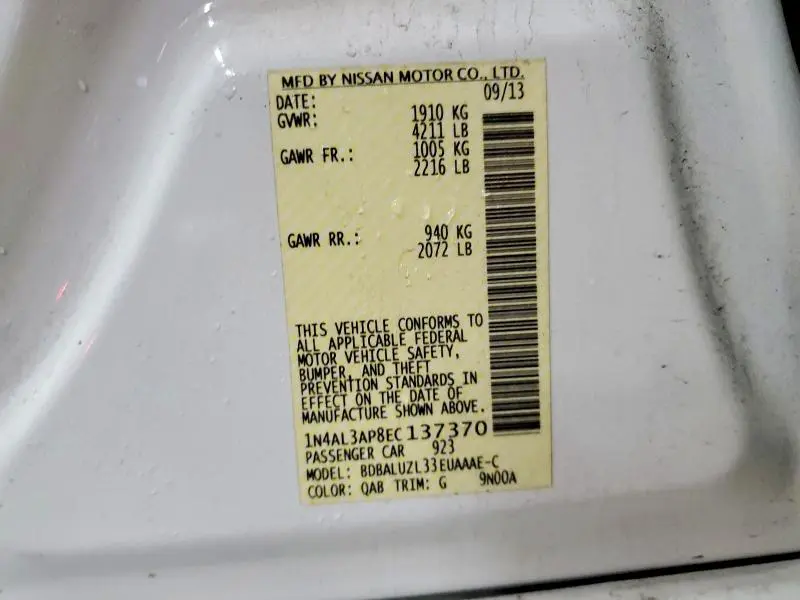 MFD BY NISSAN MOTOR CO., LTD.
DATE: 09/13
GVWR: 1910 KG
4211 LB
GAWR FR.: 1005 KG
2216 LB
GAWR RR.: 940 KG
2072 LB
THIS VEHICLE CONFORMS TO
ALL APPLICABLE FEDERAL
MOTOR VEHICLE SAFETY,
BUMPER, AND THEFT
PREVENTION STANDARDS IN
EFFECT ON THE DATE OF
MANUFACTURE SHOWN ABOVE.
1N4AL3AP8EC137370
PASSENGER CAR 923
MODEL: BDBALUZL33EUAAAE-C
COLOR: QAB TRIM: G 9N00A